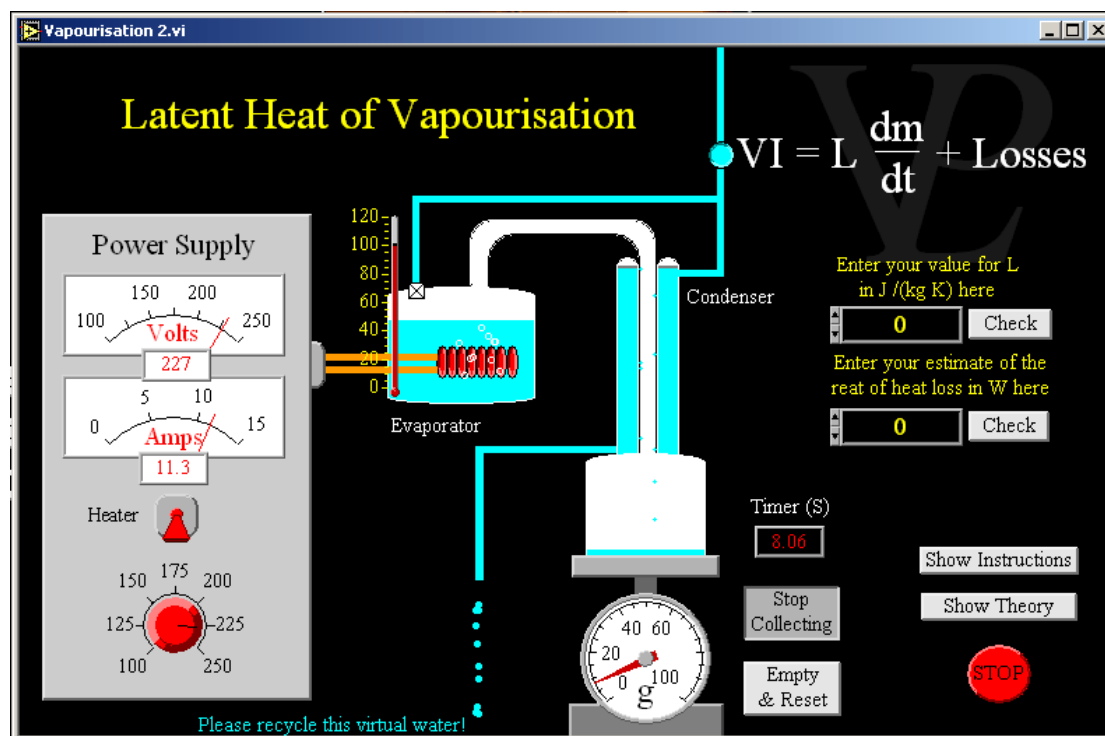 Vapourisation 2.vi
Latent Heat of Vapourisation
VI = L dm/dt + Losses
VPL
Power Supply
100 150 200 250
Volts
227
0 5 10 15
Amps
11.3
Heater
100 125 150 175 200 225 250
120
100
80
60
40
20
0
Evaporator
Condenser
Enter your value for L
in J /(kg K) here
0
Check
Enter your estimate of the
reat of heat loss in W here
0
Check
Timer (S)
8.06
Stop
Collecting
Empty
& Reset
Show Instructions
Show Theory
STOP
0 20 40 60 100
g
Please recycle this virtual water!